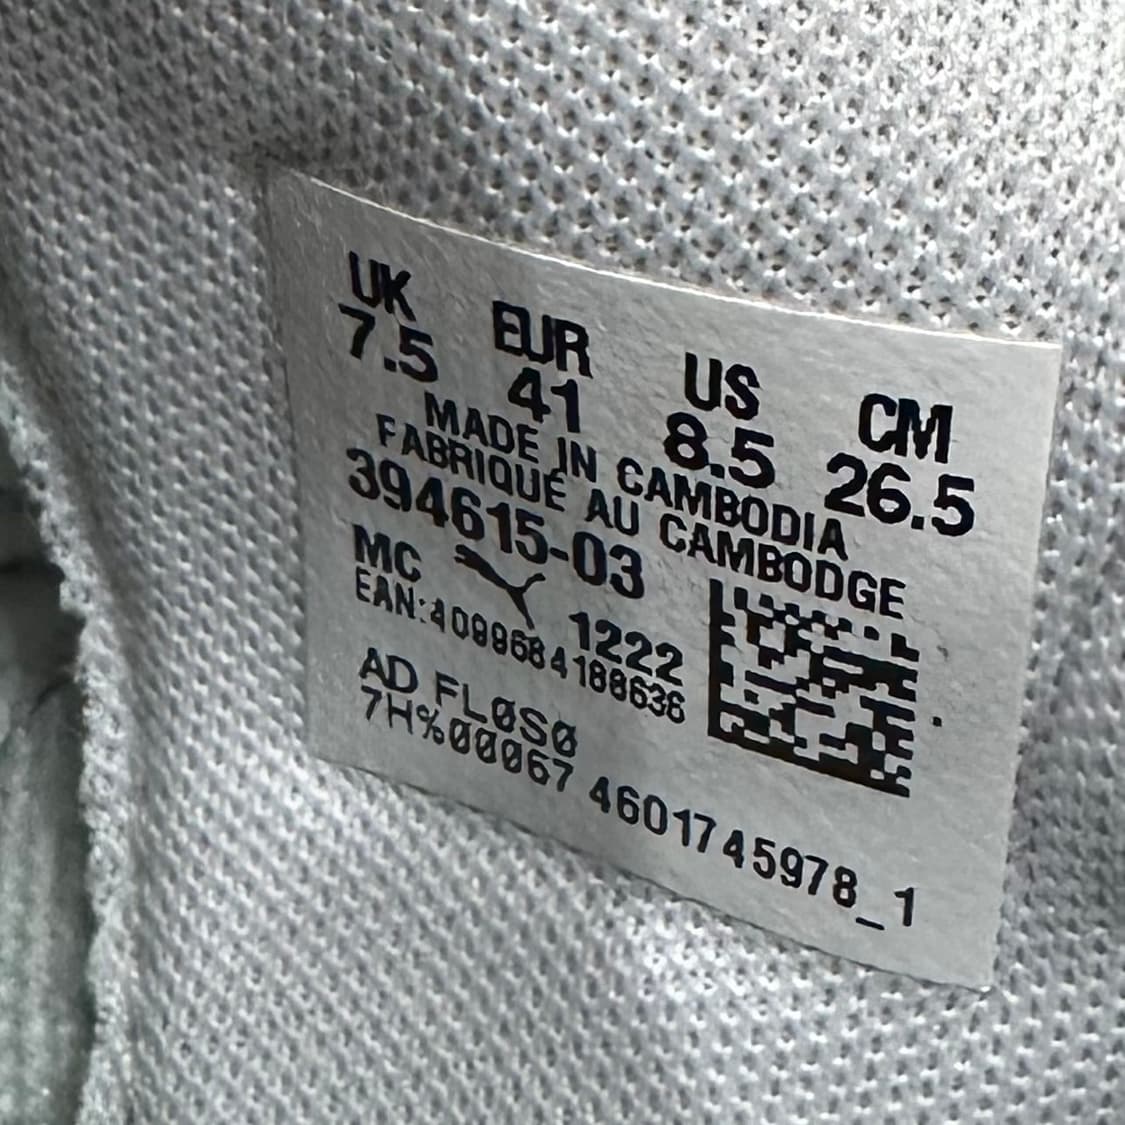 UK EUR US CM
7.5 41 8.5 26.5
MADE IN CAMBODIA
FABRIQUÉ AU CAMBODGE
394615-03
MC 1222
EAN:4099684188636
AD FLØSØ
7H%ØØØ67 4601745978_1